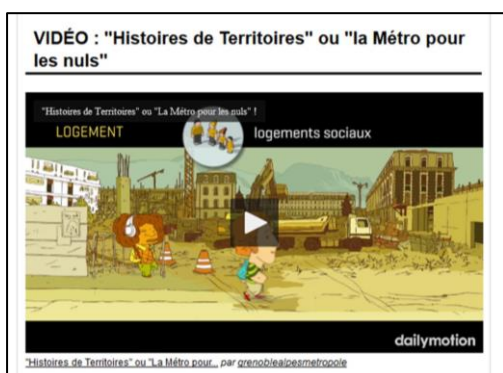 VIDÉO : "Histoires de Territoires" ou "la Métro pour
les nuls"
"Histoires de Territoires" ou "La Métro pour les nuls" !
LOGEMENT
logements sociaux
dailymotion
"Histoires de Territoires" ou "La Métro pour... par grenoblealpesmetropole